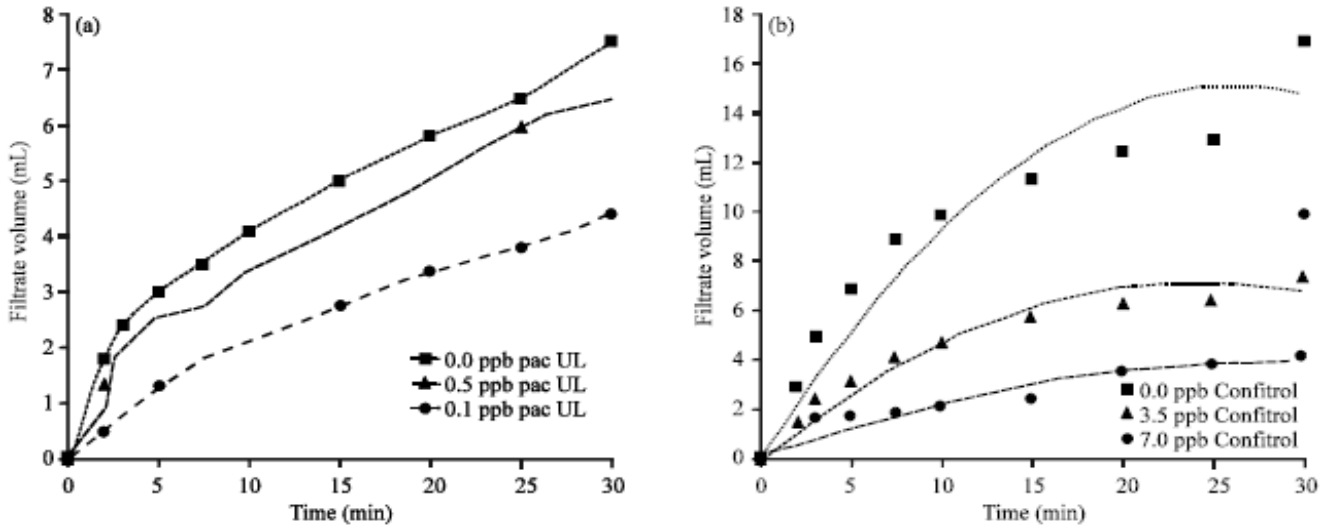 (a)
8
7
6
5
4
3
2
1
0
Filtrate volume (mL)
0 5 10 15 20 25 30
Time (min)
0.0 ppb pac UL
0.5 ppb pac UL
0.1 ppb pac UL
(b)
18
16
14
12
10
8
6
4
2
0
Filtrate volume (mL)
0 5 10 15 20 25 30
Time (min)
0.0 ppb Confitrol
3.5 ppb Confitrol
7.0 ppb Confitrol